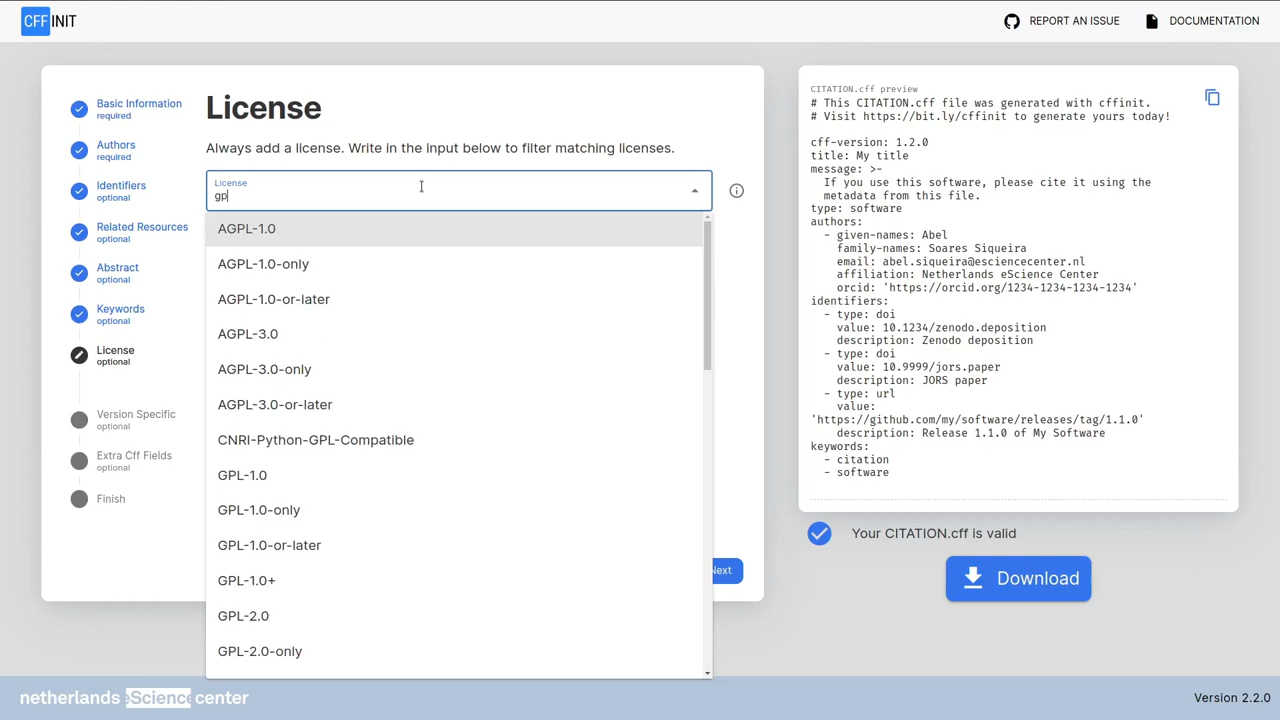 CFF INIT
REPORT AN ISSUE
DOCUMENTATION
Basic Information
required
Authors
required
Identifiers
optional
Related Resources
optional
Abstract
optional
Keywords
optional
License
optional
Version Specific
optional
Extra Cff Fields
optional
Finish
License
Always add a license. Write in the input below to filter matching licenses.
License
gp
AGPL-1.0
AGPL-1.0-only
AGPL-1.0-or-later
AGPL-3.0
AGPL-3.0-only
AGPL-3.0-or-later
CNRI-Python-GPL-Compatible
GPL-1.0
GPL-1.0-only
GPL-1.0-or-later
GPL-1.0+
GPL-2.0
GPL-2.0-only
Next
CITATION.cff preview
# This CITATION.cff file was generated with cffinit.
# Visit https://bit.ly/cffinit to generate yours today!
cff-version: 1.2.0
title: My title
message: >-
  If you use this software, please cite it using the
  metadata from this file.
type: software
authors:
  - given-names: Abel
    family-names: Soares Siqueira
    email: abel.siqueira@esciencecenter.nl
    affiliation: Netherlands eScience Center
    orcid: 'https://orcid.org/1234-1234-1234-1234'
identifiers:
  - type: doi
    value: 10.1234/zenodo.deposition
    description: Zenodo deposition
  - type: doi
    value: 10.9999/jors.paper
    description: JORS paper
  - type: url
    value:
'https://github.com/my/software/releases/tag/1.1.0'
    description: Release 1.1.0 of My Software
keywords:
  - citation
  - software
Your CITATION.cff is valid
Download
netherlands eScience center
Version 2.2.0